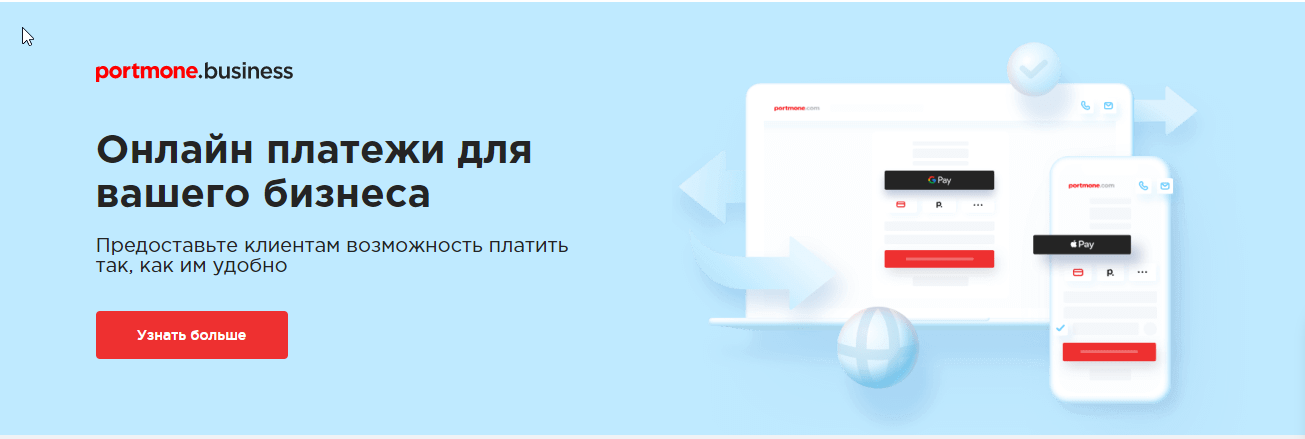 portmone.business
Онлайн платежи для
вашего бизнеса
Предоставьте клиентам возможность платить
так, как им удобно
Узнать больше
portmone.com
G Pay
p.
portmone.com
Pay
p.